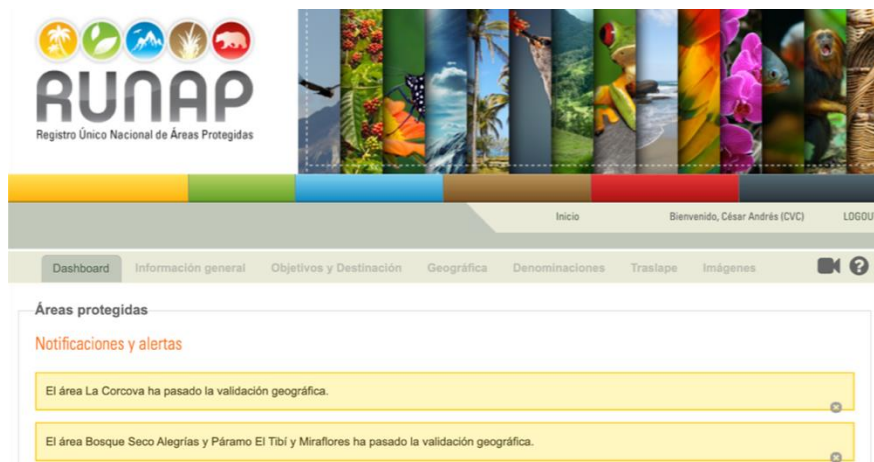 RUNAP
Registro Único Nacional de Áreas Protegidas
Inicio
Bienvenido, César Andrés (CVC)
LOGOU
Dashboard
Información general
Objetivos y Destinación
Geográfica
Denominaciones
Traslape
Imágenes
Áreas protegidas
Notificaciones y alertas
El área La Corcova ha pasado la validación geográfica.
El área Bosque Seco Alegrías y Páramo El Tibí y Miraflores ha pasado la validación geográfica.